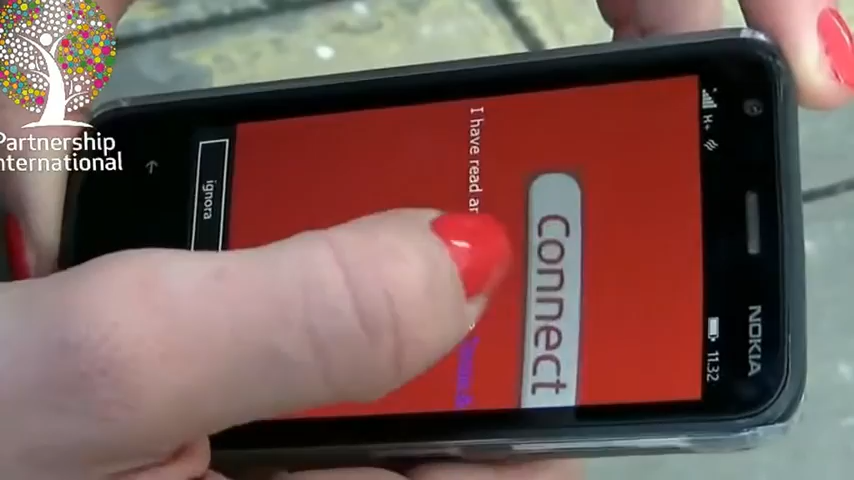 Partnership
International
NOKIA
11.32
H+
Connect
I have read
ignora